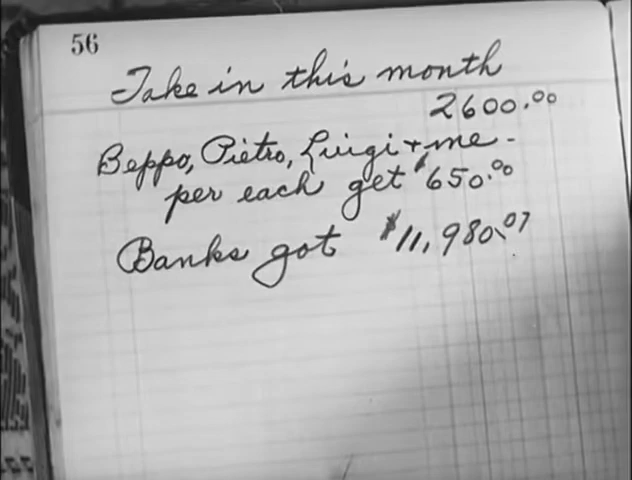 56
Take in this month
2600.00
Beppo, Pietro, Luigi + me -
per each get $650.00
Banks got $11,980.07